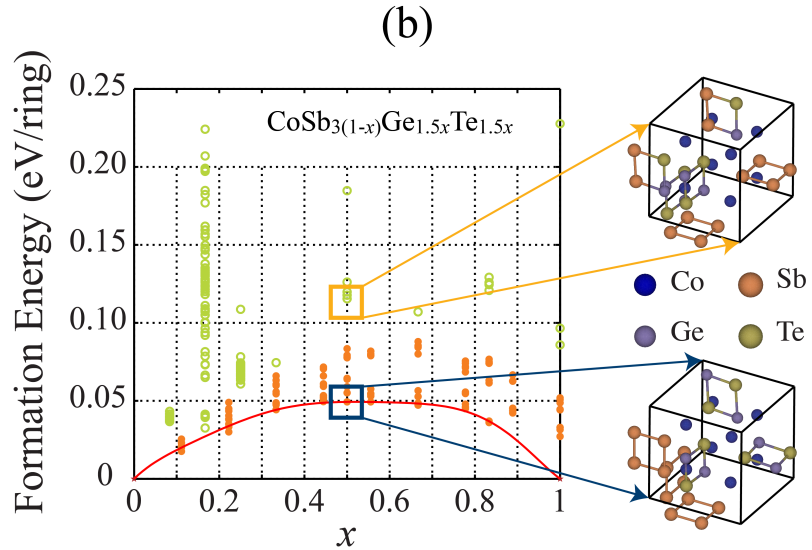 (b)
Formation Energy (eV/ring)
0.25
0.20
0.15
0.10
0.05
0
CoSb3(1-x)Ge1.5xTe1.5x
0 0.2 0.4 0.6 0.8 1
x
Co Sb
Ge Te